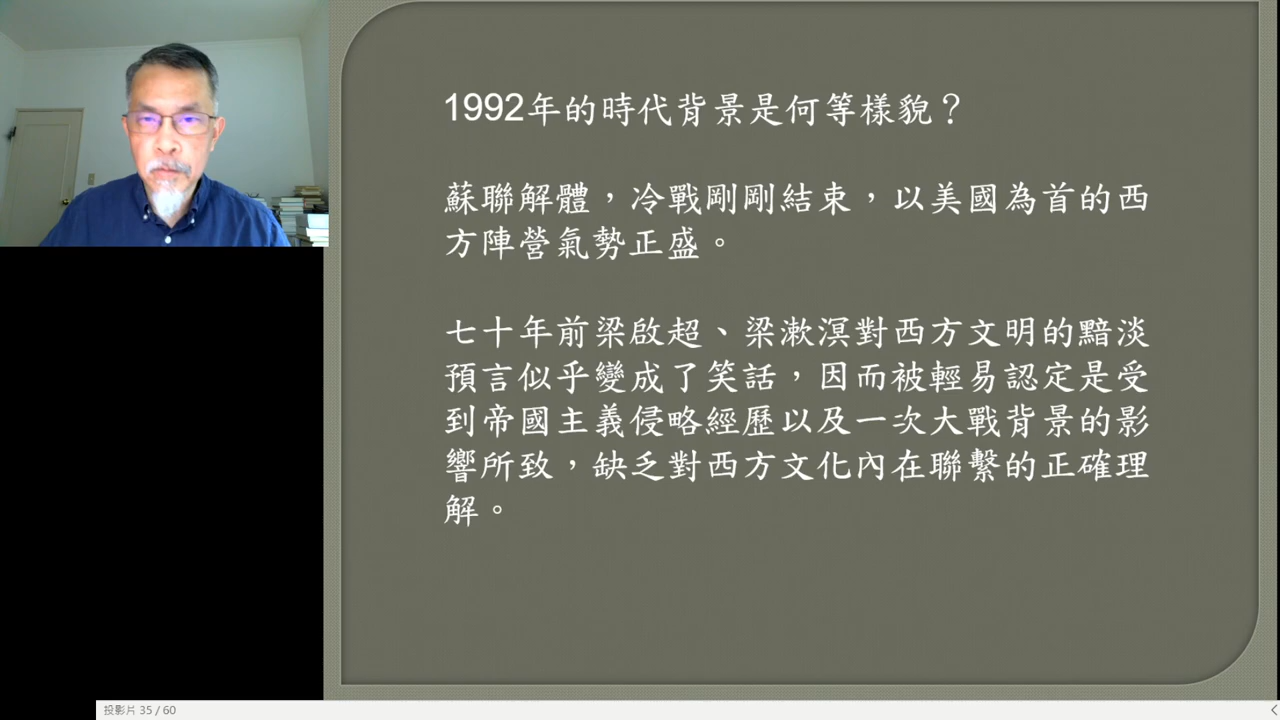 1992年的時代背景是何等樣貌？
蘇聯解體，冷戰剛剛結束，以美國為首的西
方陣營氣勢正盛。
七十年前梁啟超、梁漱溟對西方文明的黯淡
預言似乎變成了笑話，因而被輕易認定是受
到帝國主義侵略經歷以及一次大戰背景的影
響所致，缺乏對西方文化內在聯繫的正確理
解。
投影片 35 / 60